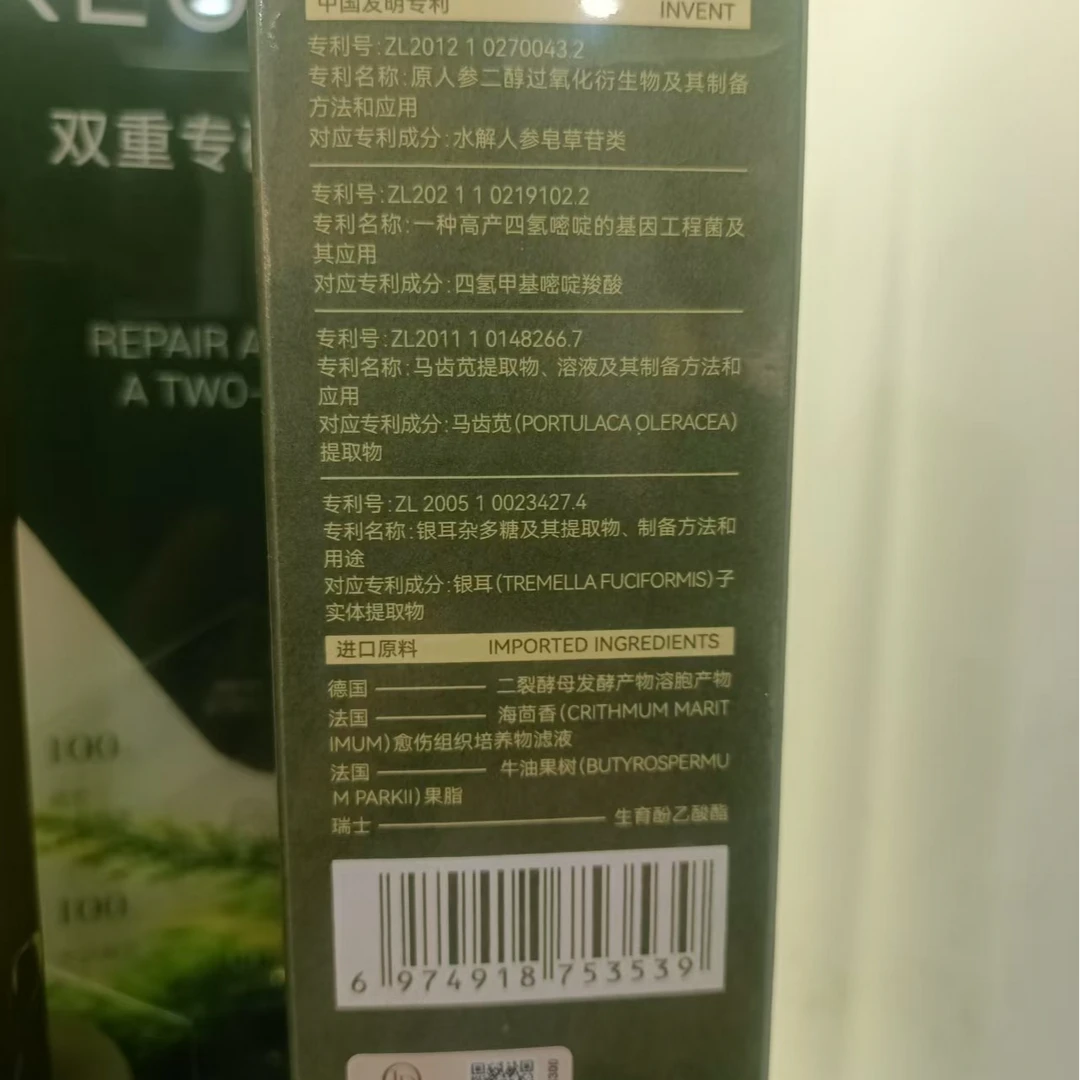 双重专
REPAIR A
A TWO-
100
100
中国发明专利 INVENT
专利号:ZL2012 1 0270043.2
专利名称:原人参二醇过氧化衍生物及其制备
方法和应用
对应专利成分:水解人参皂草苷类
专利号:ZL202 1 1 0219102.2
专利名称:一种高产四氢嘧啶的基因工程菌及
其应用
对应专利成分:四氢甲基嘧啶羧酸
专利号:ZL2011 1 0148266.7
专利名称:马齿苋提取物、溶液及其制备方法和
应用
对应专利成分:马齿苋(PORTULACA OLERACEA)
提取物
专利号:ZL 2005 1 0023427.4
专利名称:银耳杂多糖及其提取物、制备方法和
用途
对应专利成分:银耳(TREMELLA FUCIFORMIS)子
实体提取物
进口原料 IMPORTED INGREDIENTS
德国 二裂酵母发酵产物溶胞产物
法国 海茴香(CRITHMUM MARIT
IMUM)愈伤组织培养物滤液
法国 牛油果树(BUTYROSPERMU
M PARKII)果脂
瑞士 生育酚乙酸酯
6 974918 753539